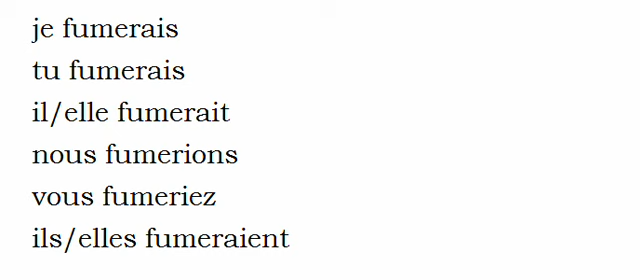 je fumerais
tu fumerais
il/elle fumerait
nous fumerions
vous fumeriez
ils/elles fumeraient